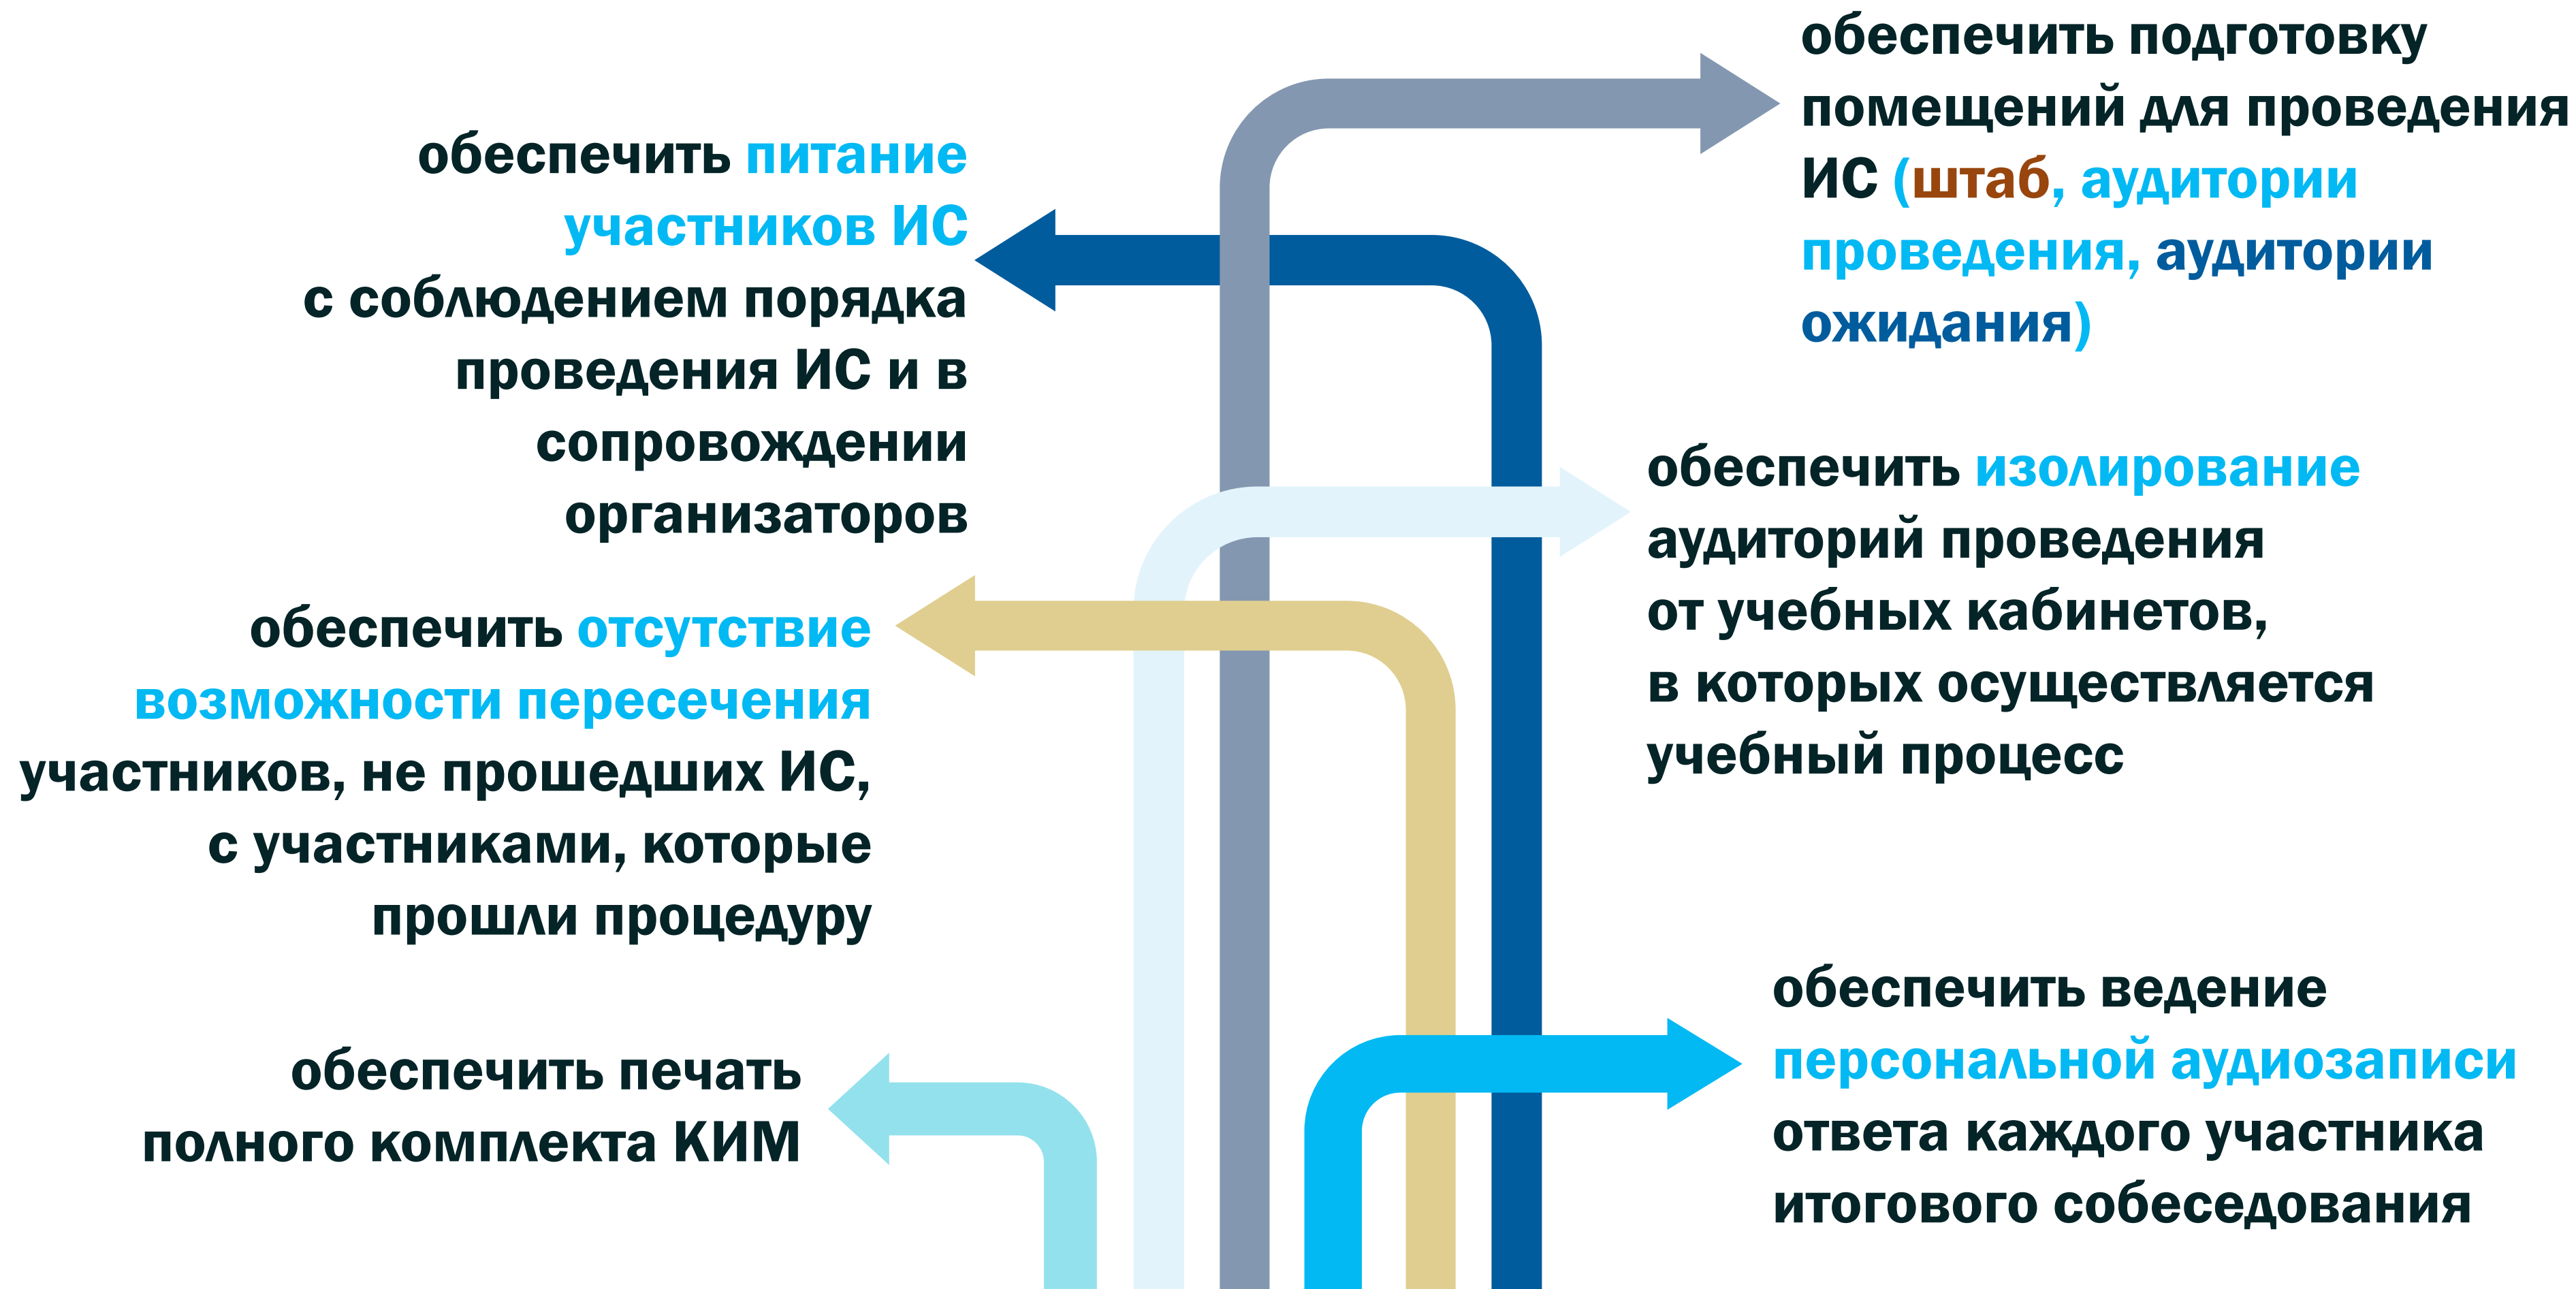 обеспечить питание
участников ИС
с соблюдением порядка
проведения ИС и в
сопровождении
организаторов
обеспечить отсутствие
возможности пересечения
участников, не прошедших ИС,
с участниками, которые
прошли процедуру
обеспечить печать
полного комплекта КИМ
обеспечить подготовку
помещений для проведения
ИС (штаб, аудитории
проведения, аудитории
ожидания)
обеспечить изолирование
аудиторий проведения
от учебных кабинетов,
в которых осуществляется
учебный процесс
обеспечить ведение
персональной аудиозаписи
ответа каждого участника
итогового собеседования